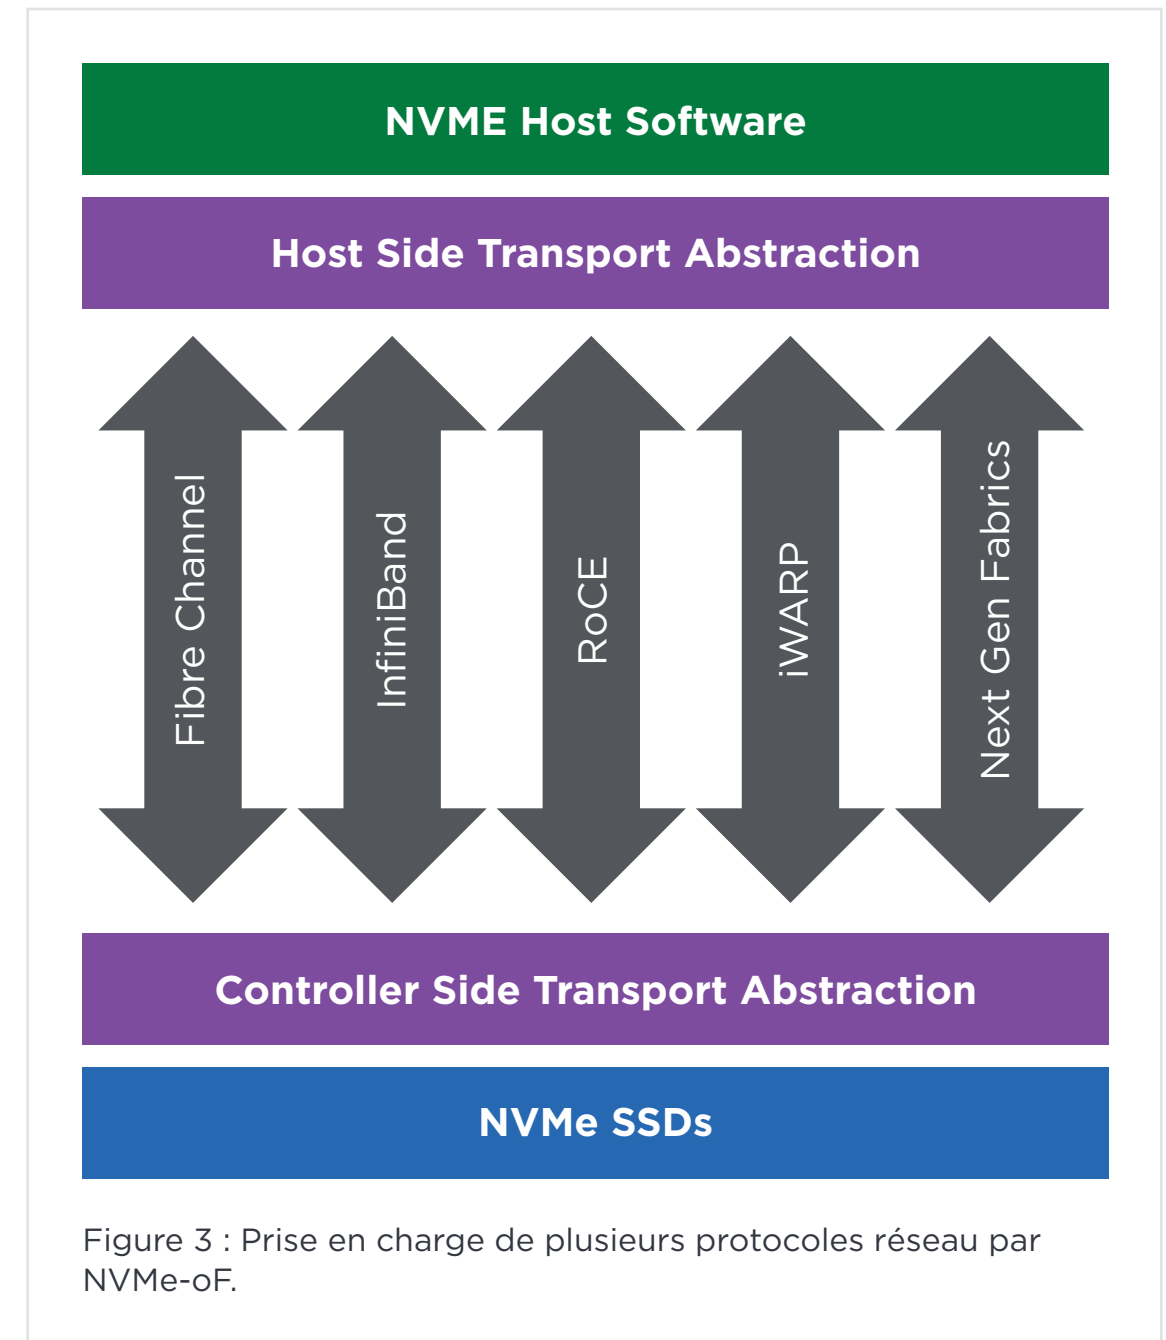 NVME Host Software
Host Side Transport Abstraction
Fibre Channel
InfiniBand
RoCE
iWARP
Next Gen Fabrics
Controller Side Transport Abstraction
NVMe SSDs
Figure 3 : Prise en charge de plusieurs protocoles réseau par
NVMe-oF.